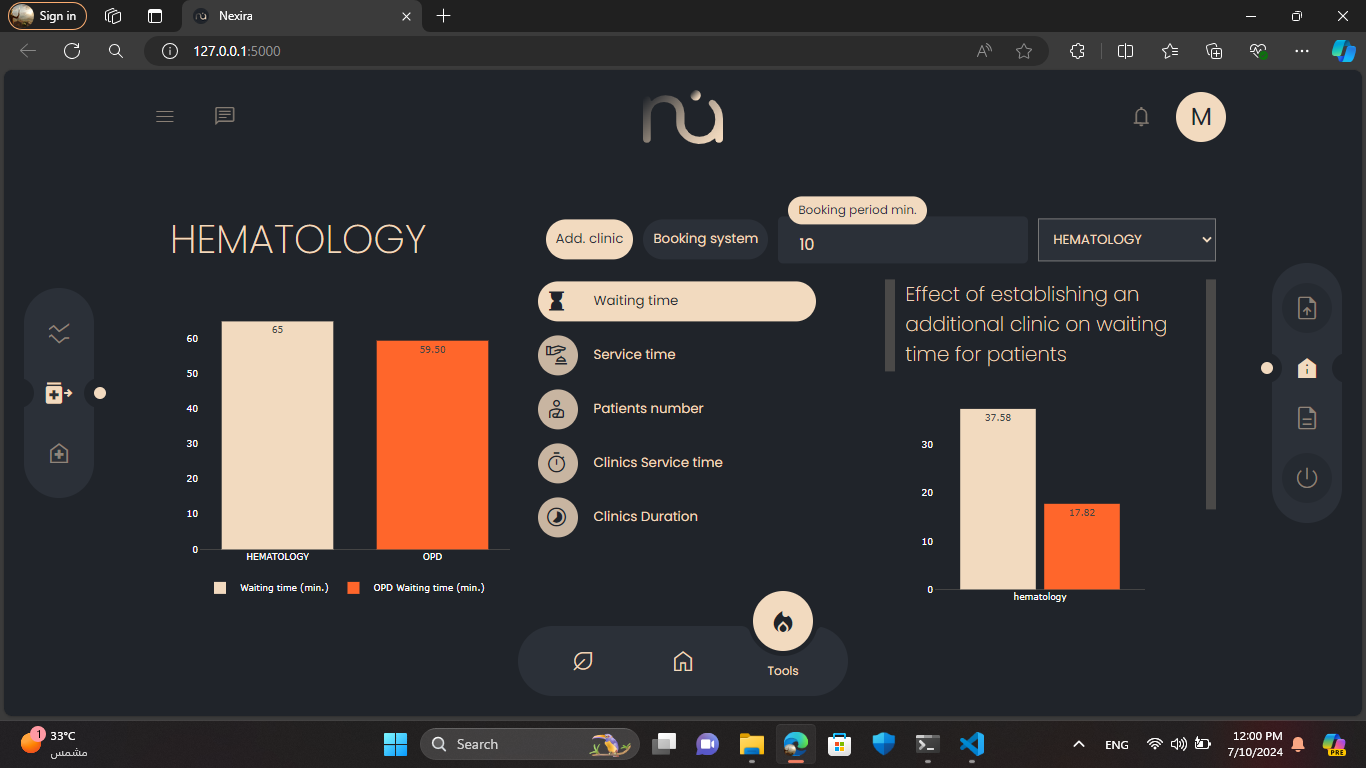 Sign in
Nexira
127.0.0.1:5000
M
HEMATOLOGY
Add. clinic
Booking system
Booking period min.
10
HEMATOLOGY
Waiting time
Service time
Patients number
Clinics Service time
Clinics Duration
65
59.50
60
50
40
30
20
10
0
HEMATOLOGY
OPD
Waiting time (min.)
OPD Waiting time (min.)
Effect of establishing an
additional clinic on waiting
time for patients
37.58
17.82
30
20
10
0
hematology
Tools
1
33°C
مشمس
Search
ENG
12:00 PM
7/10/2024
PRE